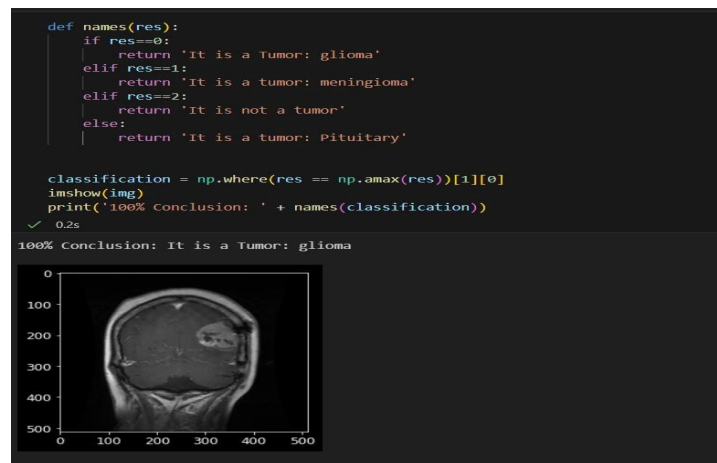 def names(res):
if res==0:
return 'It is a Tumor: glioma'
elif res==1:
return 'It is a tumor: meningioma'
elif res==2:
return 'It is not a tumor'
else:
return 'It is a tumor: Pituitary'
classification = np.where(res == np.amax(res))[1][0]
imshow(img)
print('100% Conclusion: ' + names(classification))
✓ 0.2s
100% Conclusion: It is a Tumor: glioma
0
100
200
300
400
500
0 100 200 300 400 500